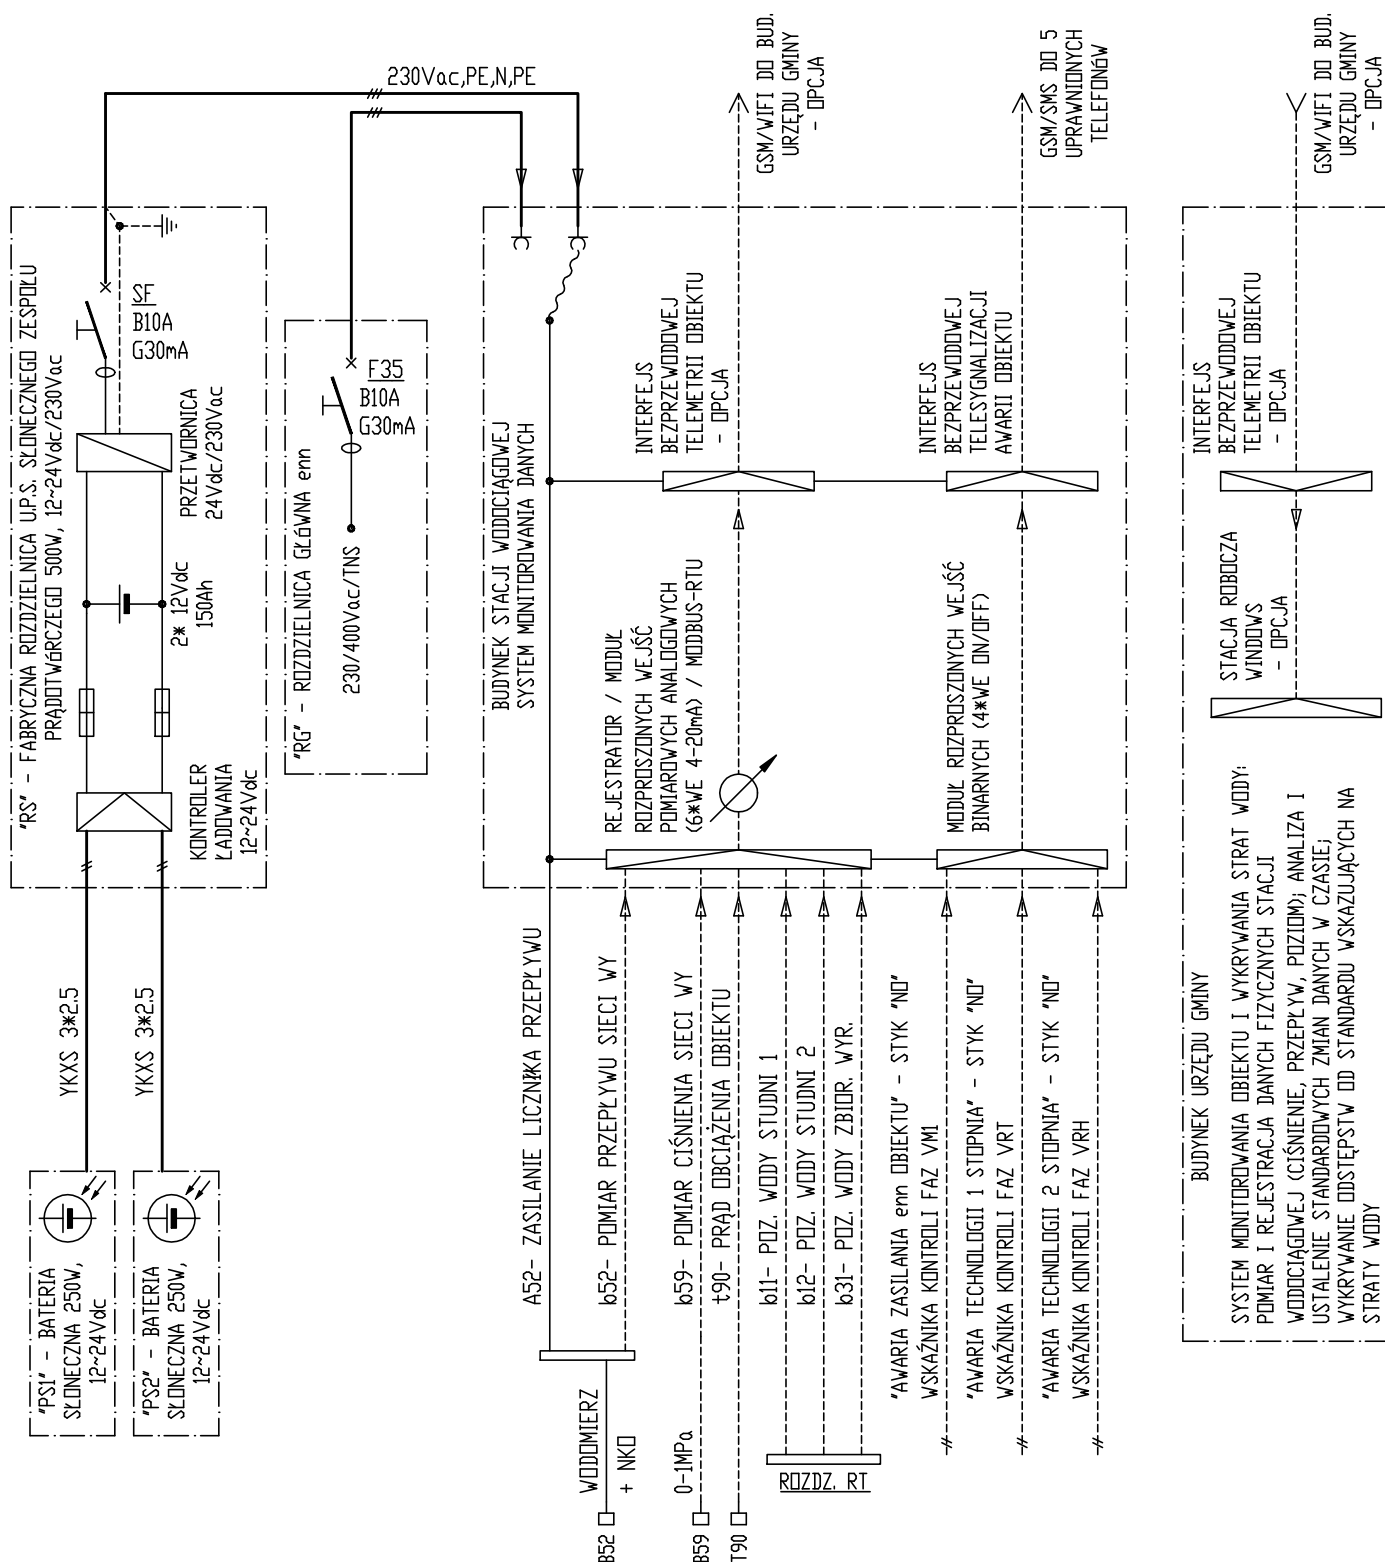 230Vac,PE,N,PE
"RS" - FABRYCZNA ROZDZIELNICA U.P.S. SŁONECZNEGO ZESPOŁU
PRĄDOTWÓRCZEGO 500W, 12~24Vdc/230Vac
SF
B10A
G30mA
PRZETWORNICA
24Vdc/230Vac
2* 12Vdc
150Ah
KONTROLER
ŁADOWANIA
12~24Vdc
YKXS 3*2.5
YKXS 3*2.5
"PS1" - BATERIA
SŁONECZNA 250W,
12~24Vdc
"PS2" - BATERIA
SŁONECZNA 250W,
12~24Vdc
"RG" - ROZDZIELNICA GŁÓWNA enn
F35
B10A
G30mA
230/400Vac/TNS
BUDYNEK STACJI WODOCIĄGOWEJ
SYSTEM MONITOROWANIA DANYCH
GSM/WIFI DO BUD.
URZĘDU GMINY
- OPCJA
INTERFEJS
BEZPRZEWODOWEJ
TELEMETRII OBIEKTU
- OPCJA
REJESTRATOR / MODUŁ
ROZPROSZONYCH WEJŚĆ
POMIAROWYCH ANALOGOWYCH
(6*WE 4-20mA) / MODBUS-RTU
GSM/SMS DO 5
UPRAWNIONYCH
TELEFONÓW
INTERFEJS
BEZPRZEWODOWEJ
TELESYGNALIZACJI
AWARII OBIEKTU
MODUŁ ROZPROSZONYCH WEJŚĆ
BINARNYCH (4*WE ON/OFF)
A52- ZASILANIE LICZNIKA PRZEPŁYWU
b52- POMIAR PRZEPŁYWU SIECI WY
b59- POMIAR CIŚNIENIA SIECI WY
t90- PRĄD OBCIĄŻENIA OBIEKTU
b11- POZ. WODY STUDNI 1
b12- POZ. WODY STUDNI 2
b31- POZ. WODY ZBIOR. WYR.
"AWARIA ZASILANIA enn OBIEKTU" - STYK "NO"
WSKAŹNIKA KONTROLI FAZ VM1
"AWARIA TECHNOLOGII 1 STOPNIA" - STYK "NO"
WSKAŹNIKA KONTROLI FAZ VRT
"AWARIA TECHNOLOGII 2 STOPNIA" - STYK "NO"
WSKAŹNIKA KONTROLI FAZ VRH
WODOMIERZ
+ NKO
0-1MPa
ROZDZ. RT
B52
B59
T90
GSM/WIFI DO BUD.
URZĘDU GMINY
- OPCJA
INTERFEJS
BEZPRZEWODOWEJ
TELEMETRII OBIEKTU
- OPCJA
STACJA ROBOCZA
WINDOWS
- OPCJA
BUDYNEK URZĘDU GMINY
SYSTEM MONITOROWANIA OBIEKTU I WYKRYWANIA STRAT WODY:
POMIAR I REJESTRACJA DANYCH FIZYCZNYCH STACJI
WODOCIĄGOWEJ (CIŚNIENIE, PRZEPŁYW, POZIOM); ANALIZA I
USTALENIE STANDARDOWYCH ZMIAN DANYCH W CZASIE;
WYKRYWANIE ODSTĘPSTW OD STANDARDU WSKAZUJĄCYCH NA
STRATY WODY